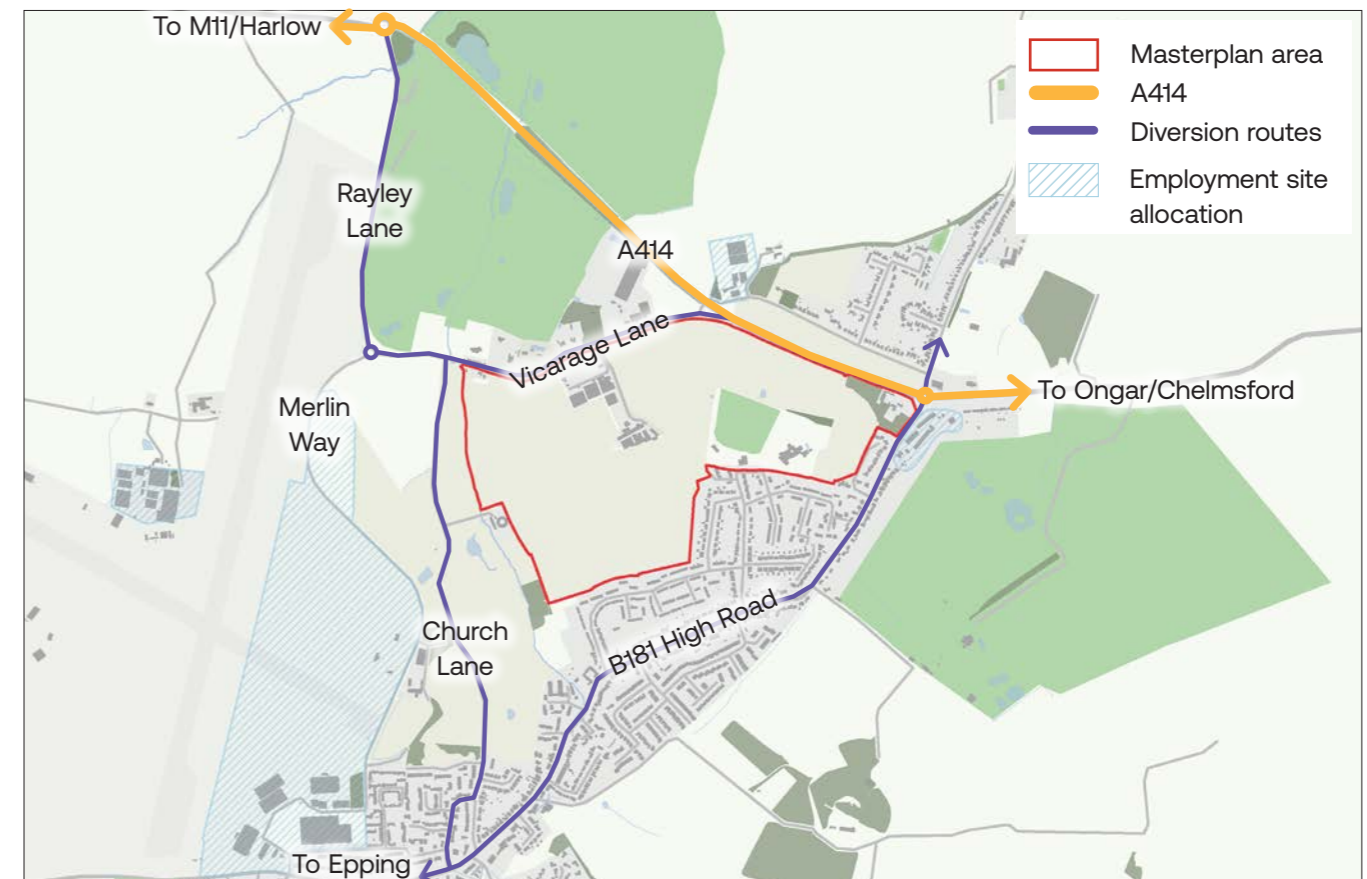 To M11/Harlow
Masterplan area
A414
Diversion routes
Employment site
allocation
Rayley
Lane
A414
Vicarage Lane
To Ongar/Chelmsford
Merlin
Way
Church
Lane
B181 High Road
To Epping